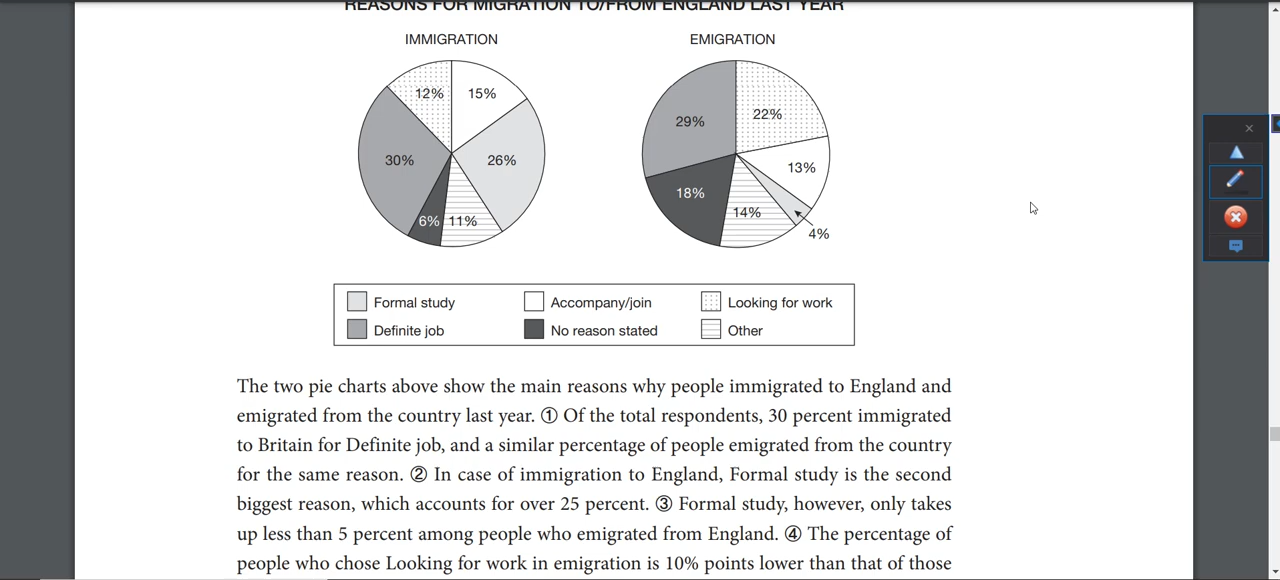 REASONS FOR MIGRATION TO/FROM ENGLAND LAST YEAR
IMMIGRATION
EMIGRATION
12%
15%
30%
26%
6%
11%
29%
22%
13%
18%
14%
4%
Formal study
Accompany/join
Looking for work
Definite job
No reason stated
Other
The two pie charts above show the main reasons why people immigrated to England and
emigrated from the country last year. ① Of the total respondents, 30 percent immigrated
to Britain for Definite job, and a similar percentage of people emigrated from the country
for the same reason. ② In case of immigration to England, Formal study is the second
biggest reason, which accounts for over 25 percent. ③ Formal study, however, only takes
up less than 5 percent among people who emigrated from England. ④ The percentage of
people who chose Looking for work in emigration is 10% points lower than that of those